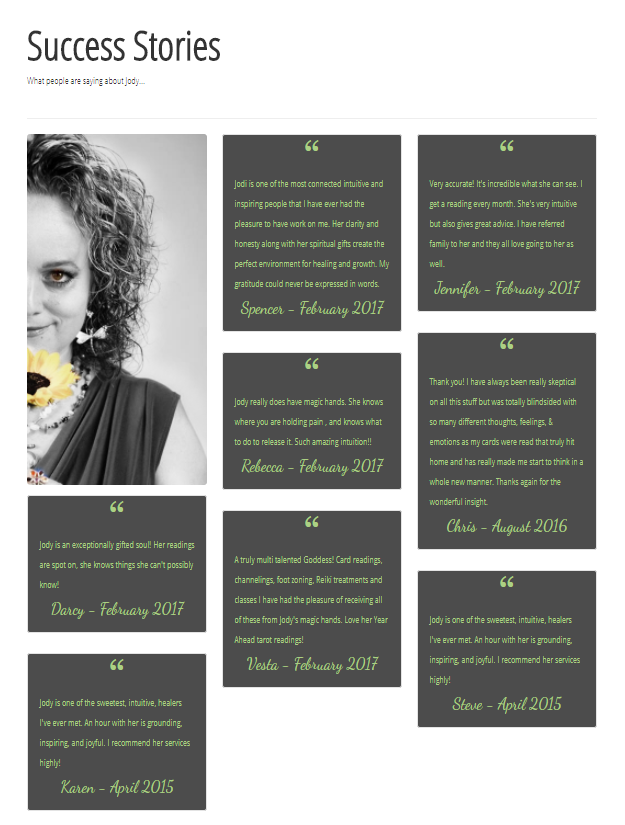 Success Stories
What people are saying about Jody...
“
Jody is an exceptionally gifted soul! Her readings
are spot on, she knows things she can't possibly
know!
Darcy - February 2017
“
Jody is one of the sweetest, intuitive, healers
I've ever met. An hour with her is grounding,
inspiring, and joyful. I recommend her services
highly!
Karen - April 2015
“
Jodi is one of the most connected intuitive and
inspiring people that I have ever had the
pleasure to have work on me. Her clarity and
honesty along with her spiritual gifts create the
perfect environment for healing and growth. My
gratitude could never be expressed in words.
Spencer - February 2017
“
Jody really does have magic hands. She knows
where you are holding pain , and knows what
to do to release it. Such amazing intuition!!
Rebecca - February 2017
“
A truly multi talented Goddess! Card readings,
channelings, foot zoning, Reiki treatments and
classes I have had the pleasure of receiving all
of these from Jody's magic hands. Love her Year
Ahead tarot readings!
Vesta - February 2017
“
Very accurate! It's incredible what she can see. I
get a reading every month. She's very intuitive
but also gives great advice. I have referred
family to her and they all love going to her as
well.
Jennifer - February 2017
“
Thank you! I have always been really skeptical
on all this stuff but was totally blindsided with
so many different thoughts, feelings, &
emotions as my cards were read that truly hit
home and has really made me start to think in a
whole new manner. Thanks again for the
wonderful insight.
Chris - August 2016
“
Jody is one of the sweetest, intuitive, healers
I've ever met. An hour with her is grounding,
inspiring, and joyful. I recommend her services
highly!
Steve - April 2015